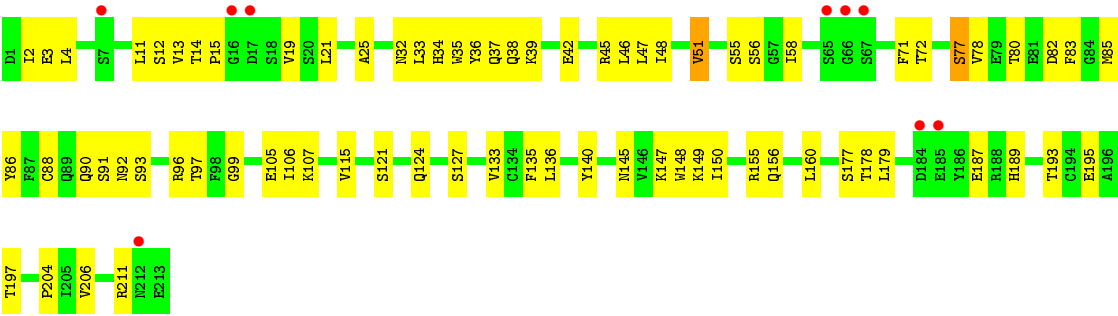 D1 I2 E3 L4 S7 L11 S12 V13 T14 P15 G16 D17 S18 V19 S20 L21 A25 N32 L33 H34 W35 Y36 Q37 Q38 K39 E42 R45 L46 L47 I48 V51 S55 S56 G57 I58 S65 G66 S67 F71 T72 S77 V78 E79 T80 E81 D82 F83 G84 M85
Y86 F87 C88 Q89 Q90 S91 N92 S93 R96 T97 F98 G99 E105 I106 K107 V115 S121 Q124 S127 V133 C134 F135 L136 Y140 N145 V146 K147 W148 K149 I150 R155 Q156 L160 S177 T178 L179 D184 E185 Y186 E187 R188 H189 T193 C194 E195 A196
T197 P204 I205 V206 R211 N212 E213